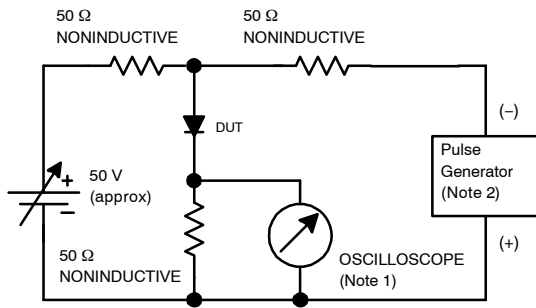 50 Ω
NONINDUCTIVE
50 Ω
NONINDUCTIVE
DUT
(−)
Pulse
Generator
(Note 2)
(+)
+
50 V
(approx)
−
50 Ω
NONINDUCTIVE
OSCILLOSCOPE
(Note 1)